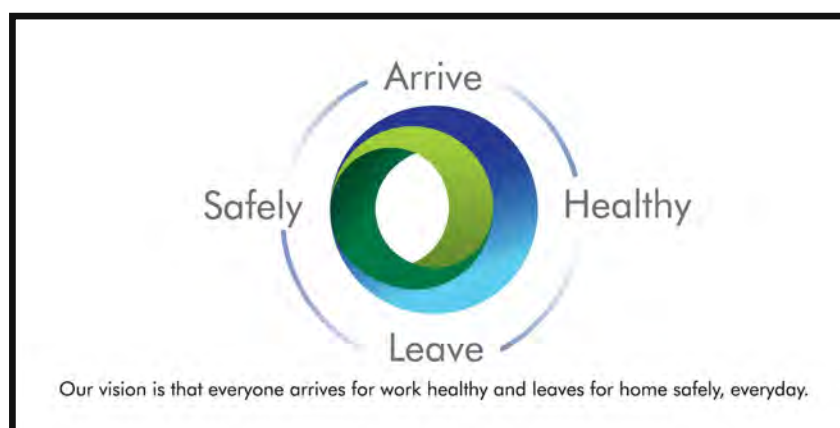 Arrive
Safely
Healthy
Leave
Our vision is that everyone arrives for work healthy and leaves for home safely, everyday.